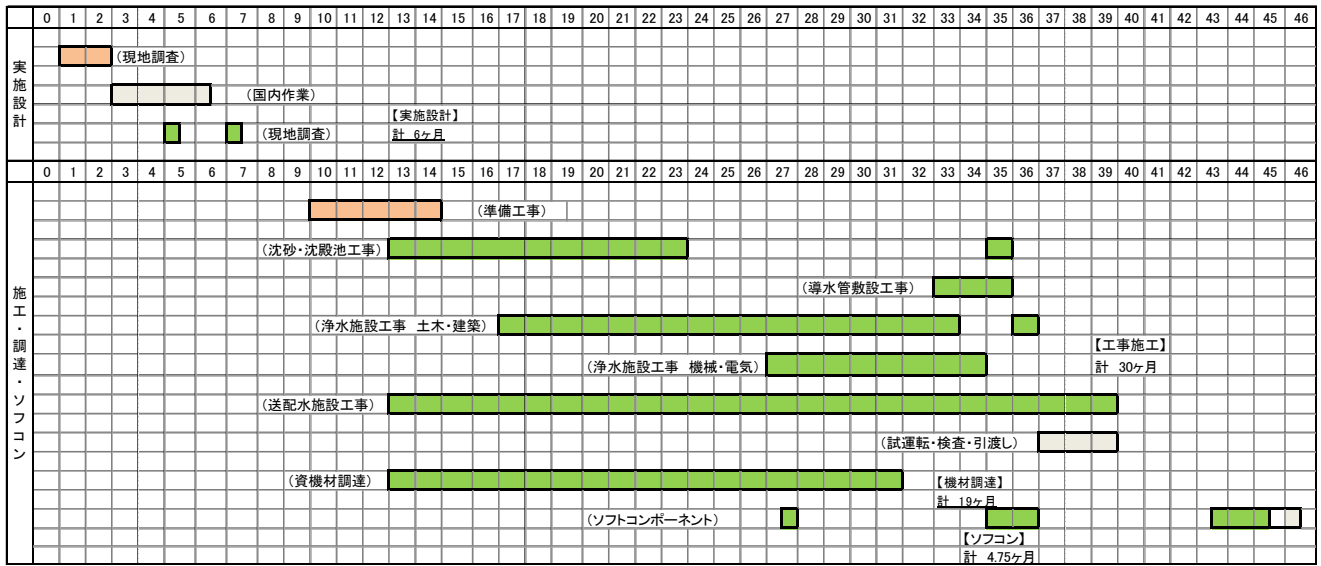 0 1 2 3 4 5 6 7 8 9 10 11 12 13 14 15 16 17 18 19 20 21 22 23 24 25 26 27 28 29 30 31 32 33 34 35 36 37 38 39 40 41 42 43 44 45 46
実施設計
（現地調査）
（国内作業）
【実施設計】
（現地調査） 計 6ヶ月
0 1 2 3 4 5 6 7 8 9 10 11 12 13 14 15 16 17 18 19 20 21 22 23 24 25 26 27 28 29 30 31 32 33 34 35 36 37 38 39 40 41 42 43 44 45 46
施工・調達・ソフコン
（準備工事）
（沈砂・沈殿池工事）
（導水管敷設工事）
（浄水施設工事 土木・建築）
【工事施工】
（浄水施設工事 機械・電気） 計 30ヶ月
（送配水施設工事）
（試運転・検査・引渡し）
（資機材調達） 【機材調達】
計 19ヶ月
（ソフトコンポーネント）
【ソフコン】
計 4.75ヶ月